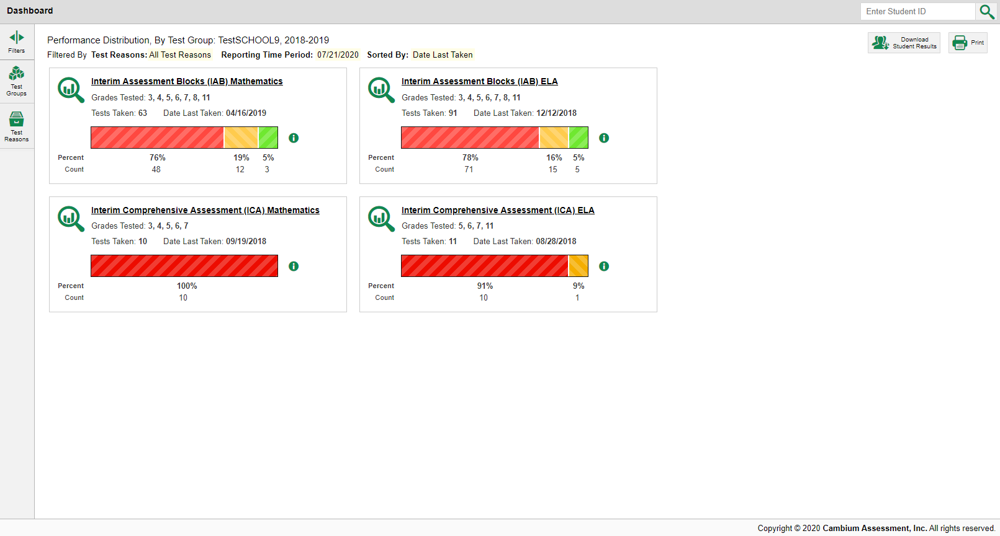 Dashboard
Enter Student ID
Filters
Test
Groups
Test
Reasons
Performance Distribution, By Test Group: TestSCHOOL9, 2018-2019
Filtered By Test Reasons: All Test Reasons Reporting Time Period: 07/21/2020 Sorted By: Date Last Taken
Download
Student Results
Print
Interim Assessment Blocks (IAB) Mathematics
Grades Tested: 3, 4, 5, 6, 7, 8, 11
Tests Taken: 63 Date Last Taken: 04/16/2019
Percent 76% 19% 5%
Count 48 12 3
Interim Assessment Blocks (IAB) ELA
Grades Tested: 3, 4, 5, 6, 7, 8, 11
Tests Taken: 91 Date Last Taken: 12/12/2018
Percent 78% 16% 5%
Count 71 15 5
Interim Comprehensive Assessment (ICA) Mathematics
Grades Tested: 3, 4, 5, 6, 7
Tests Taken: 10 Date Last Taken: 09/19/2018
Percent 100%
Count 10
Interim Comprehensive Assessment (ICA) ELA
Grades Tested: 5, 6, 7, 11
Tests Taken: 11 Date Last Taken: 08/28/2018
Percent 91% 9%
Count 10 1
Copyright © 2020 Cambium Assessment, Inc. All rights reserved.